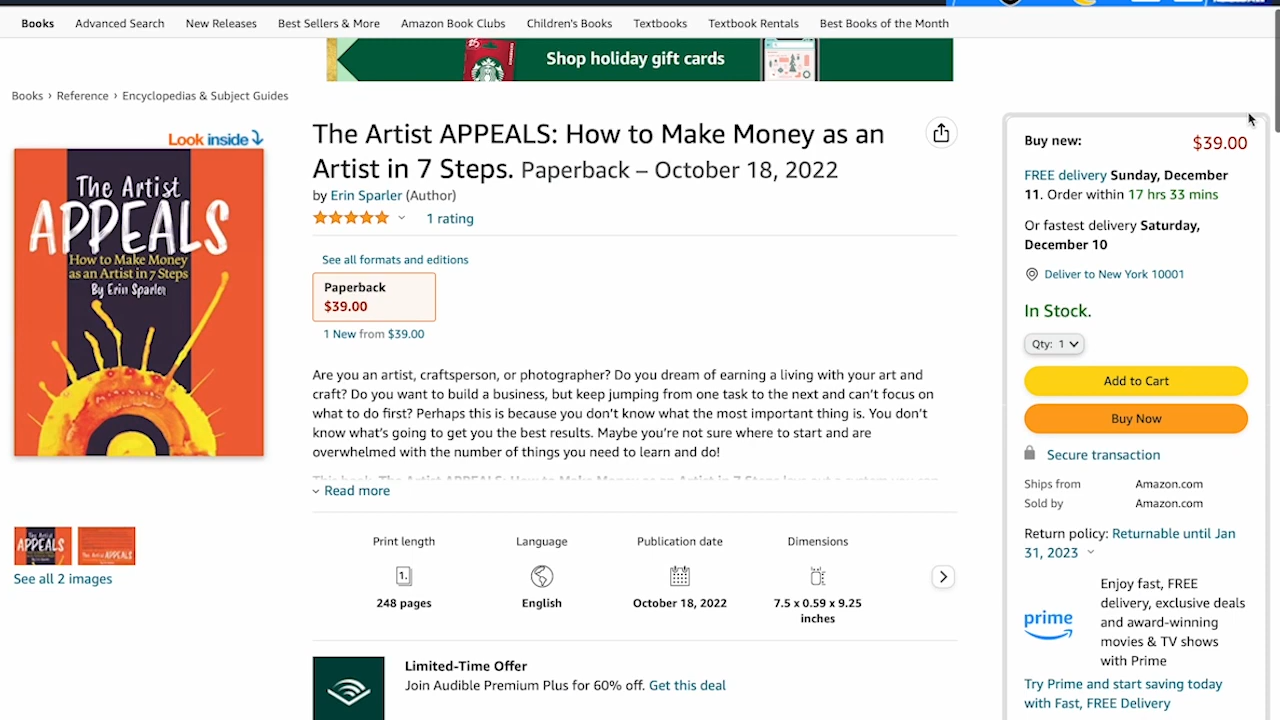 Books Advanced Search New Releases Best Sellers & More Amazon Book Clubs Children's Books Textbooks Textbook Rentals Best Books of the Month
Shop holiday gift cards
Books › Reference › Encyclopedias & Subject Guides
Look inside
The Artist
APPEALS
How to Make Money
as an Artist in 7 Steps
By Erin Sparler
APPEALS
APPEALS
See all 2 images
The Artist APPEALS: How to Make Money as an
Artist in 7 Steps. Paperback – October 18, 2022
by Erin Sparler (Author)
1 rating
See all formats and editions
Paperback
$39.00
1 New from $39.00
Are you an artist, craftsperson, or photographer? Do you dream of earning a living with your art and
craft? Do you want to build a business, but keep jumping from one task to the next and can't focus on
what to do first? Perhaps this is because you don't know what the most important thing is. You don't
know what's going to get you the best results. Maybe you're not sure where to start and are
overwhelmed with the number of things you need to learn and do!
Read more
Print length
1.
248 pages
Language
English
Publication date
October 18, 2022
Dimensions
7.5 x 0.59 x 9.25
inches
Limited-Time Offer
Join Audible Premium Plus for 60% off. Get this deal
Buy new:
$39.00
FREE delivery Sunday, December
11. Order within 17 hrs 33 mins
Or fastest delivery Saturday,
December 10
Deliver to New York 10001
In Stock.
Qty: 1
Add to Cart
Buy Now
Secure transaction
Ships from Amazon.com
Sold by Amazon.com
Return policy: Returnable until Jan
31, 2023
prime
Enjoy fast, FREE
delivery, exclusive deals
and award-winning
movies & TV shows
with Prime
Try Prime and start saving today
with Fast, FREE Delivery